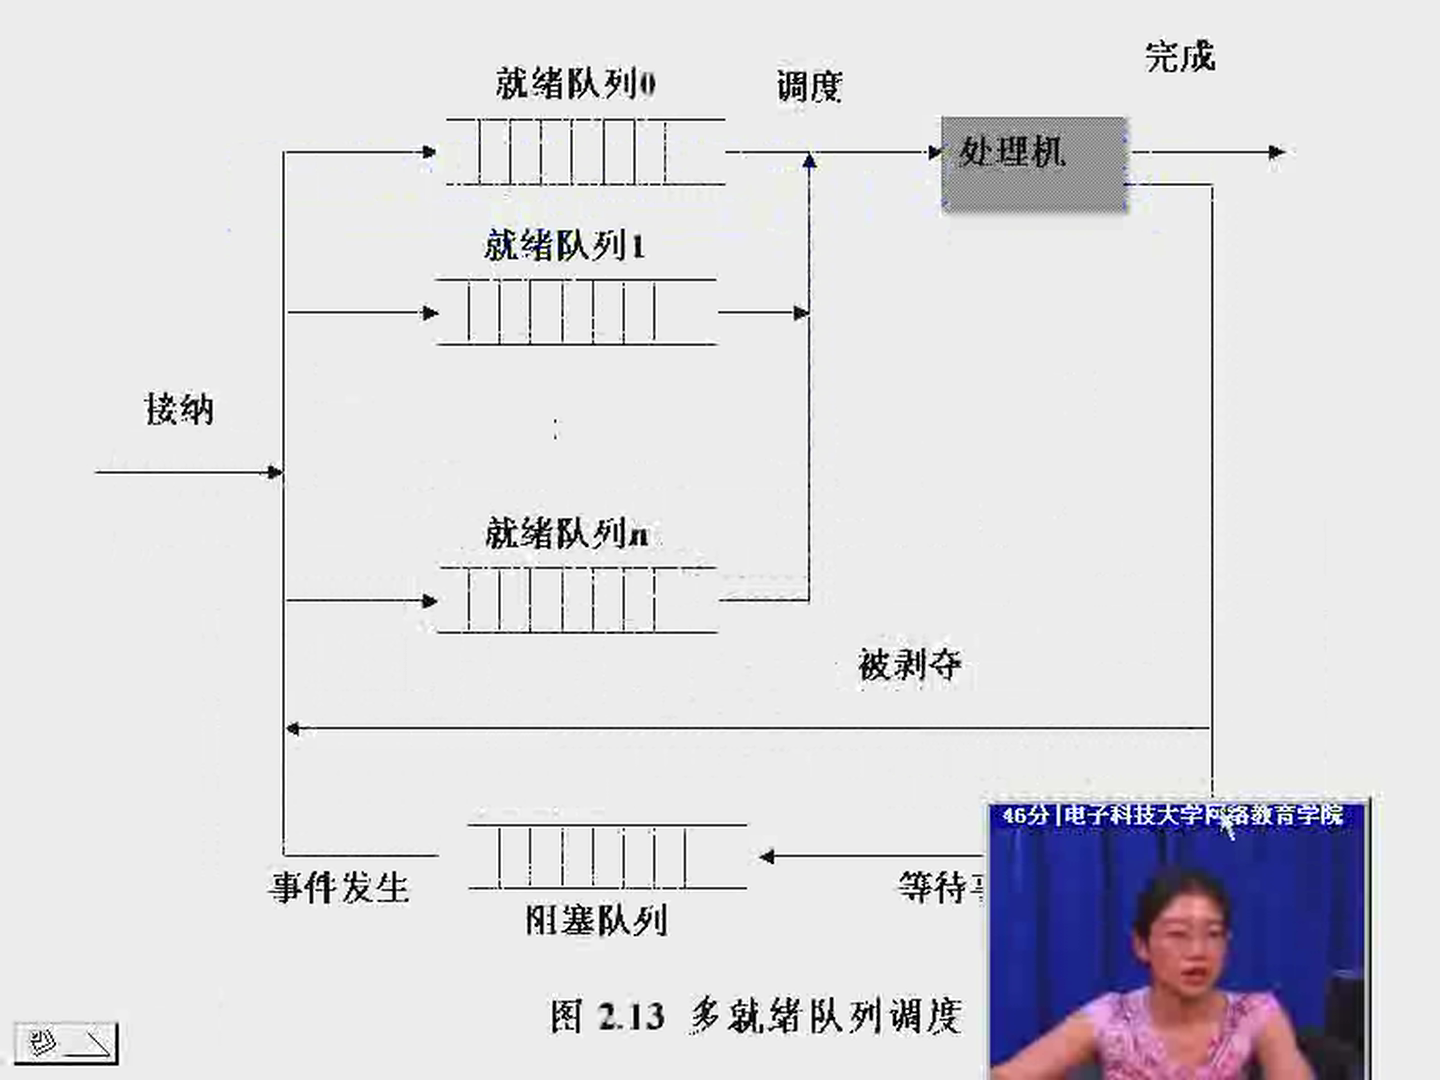 完成
就绪队列0
调度
处理机
就绪队列1
接纳
就绪队列n
被剥夺
46分|电子科技大学网络教育学院
事件发生
等待
阻塞队列
图 2.13 多就绪队列调度